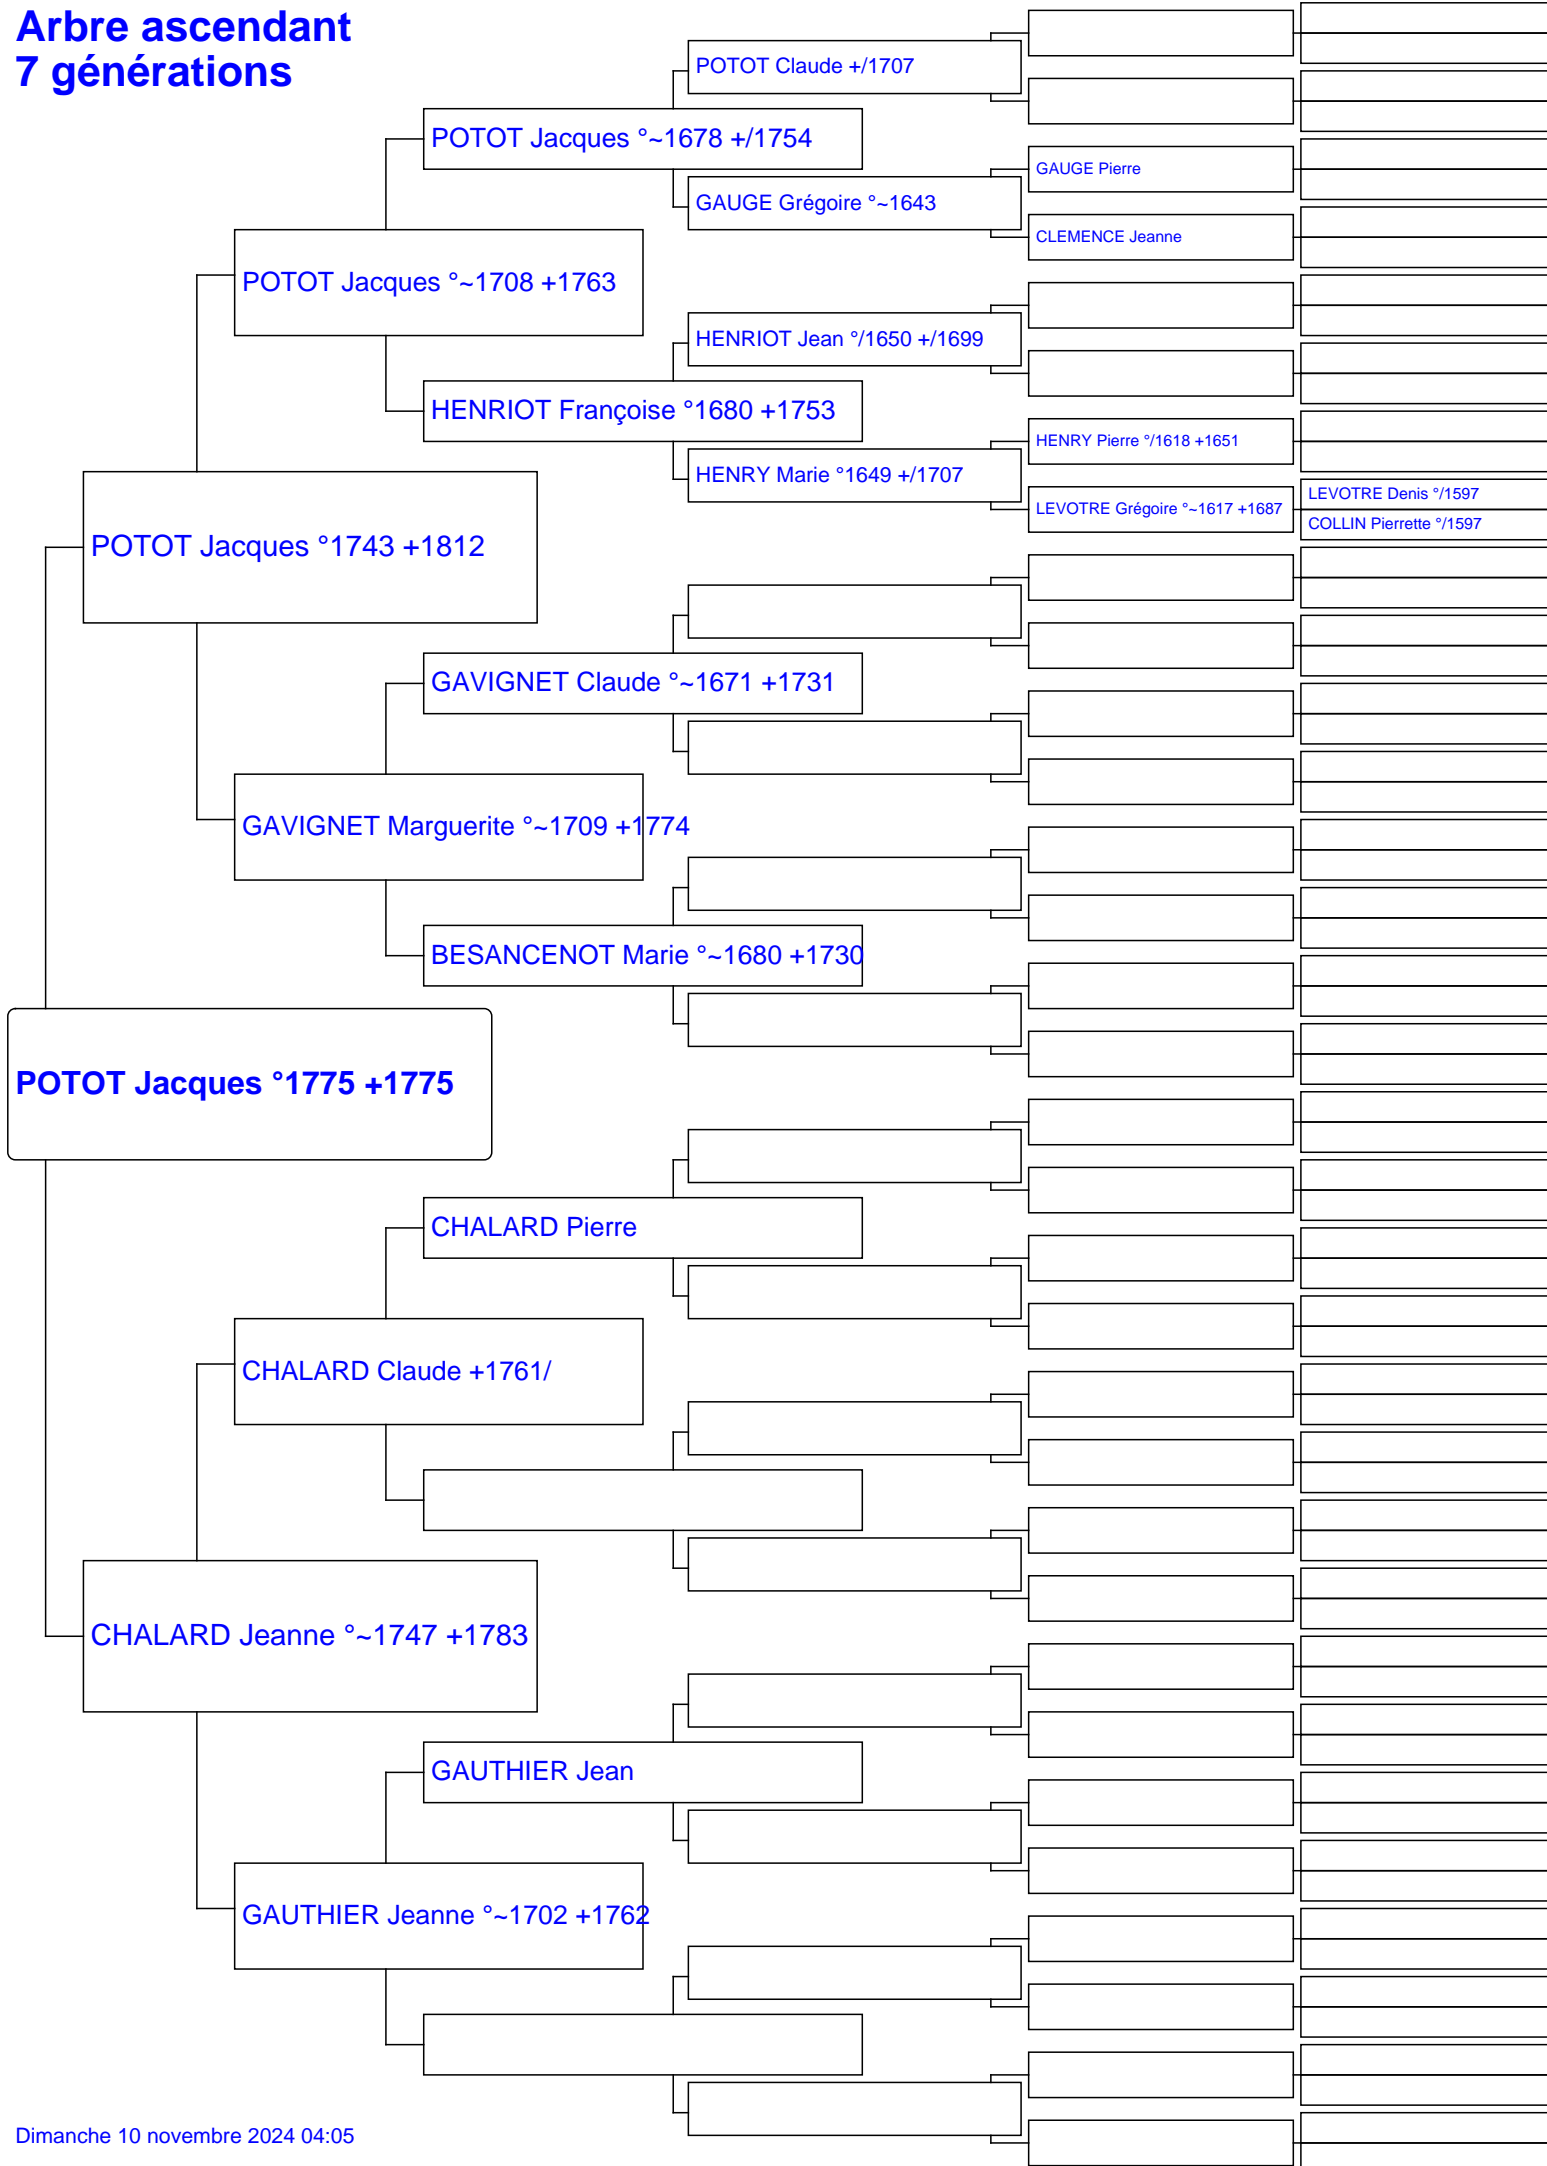 Arbre ascendant
7 générations
POTOT Claude +/1707
POTOT Jacques °~1678 +/1754
GAUGE Pierre
GAUGE Grégoire °~1643
CLEMENCE Jeanne
POTOT Jacques °~1708 +1763
HENRIOT Jean °/1650 +/1699
HENRIOT Françoise °1680 +1753
HENRY Pierre °/1618 +1651
HENRY Marie °1649 +/1707
LEVOTRE Denis °/1597
LEVOTRE Grégoire °~1617 +1687
COLLIN Pierrette °/1597
POTOT Jacques °1743 +1812
GAVIGNET Claude °~1671 +1731
GAVIGNET Marguerite °~1709 +1774
BESANCENOT Marie °~1680 +1730
POTOT Jacques °1775 +1775
CHALARD Pierre
CHALARD Claude +1761/
CHALARD Jeanne °~1747 +1783
GAUTHIER Jean
GAUTHIER Jeanne °~1702 +1762
Dimanche 10 novembre 2024 04:05